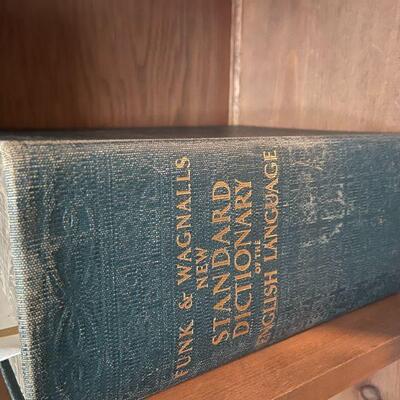 FUNK & WAGNALLS
NEW
STANDARD
DICTIONARY
OF THE
ENGLISH LANGUAGE